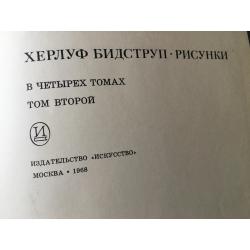 ХЕРЛУФ БИДСТРУП · РИСУНКИ
В ЧЕТЫРЕХ ТОМАХ
ТОМ ВТОРОЙ
И
ИЗДАТЕЛЬСТВО «ИСКУССТВО»
МОСКВА • 1968